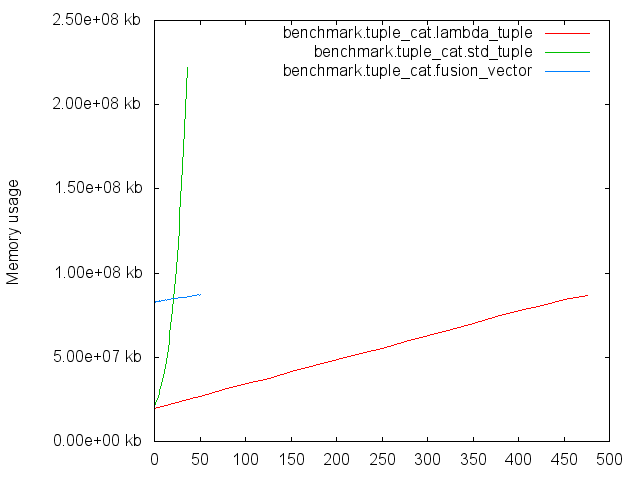 2.50e+08 kb
2.00e+08 kb
1.50e+08 kb
1.00e+08 kb
5.00e+07 kb
0.00e+00 kb
Memory usage
benchmark.tuple_cat.lambda_tuple
benchmark.tuple_cat.std_tuple
benchmark.tuple_cat.fusion_vector
0 50 100 150 200 250 300 350 400 450 500